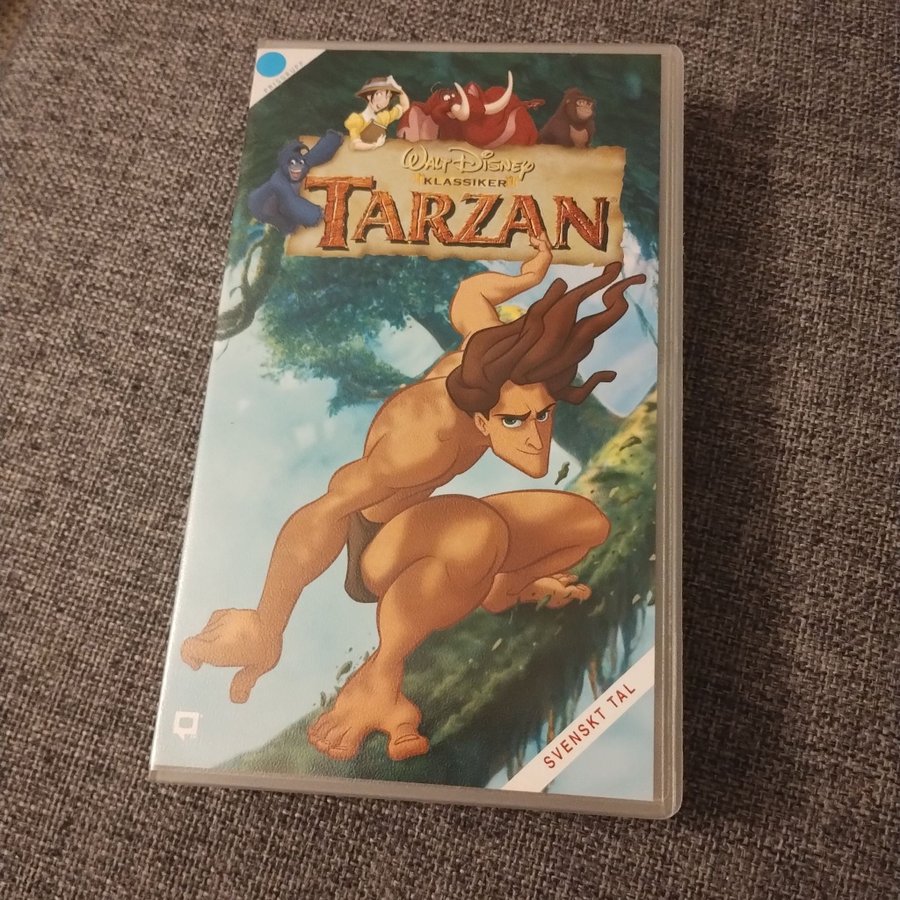 WALT DISNEY
KLASSIKER
TARZAN
SVENSKT TAL